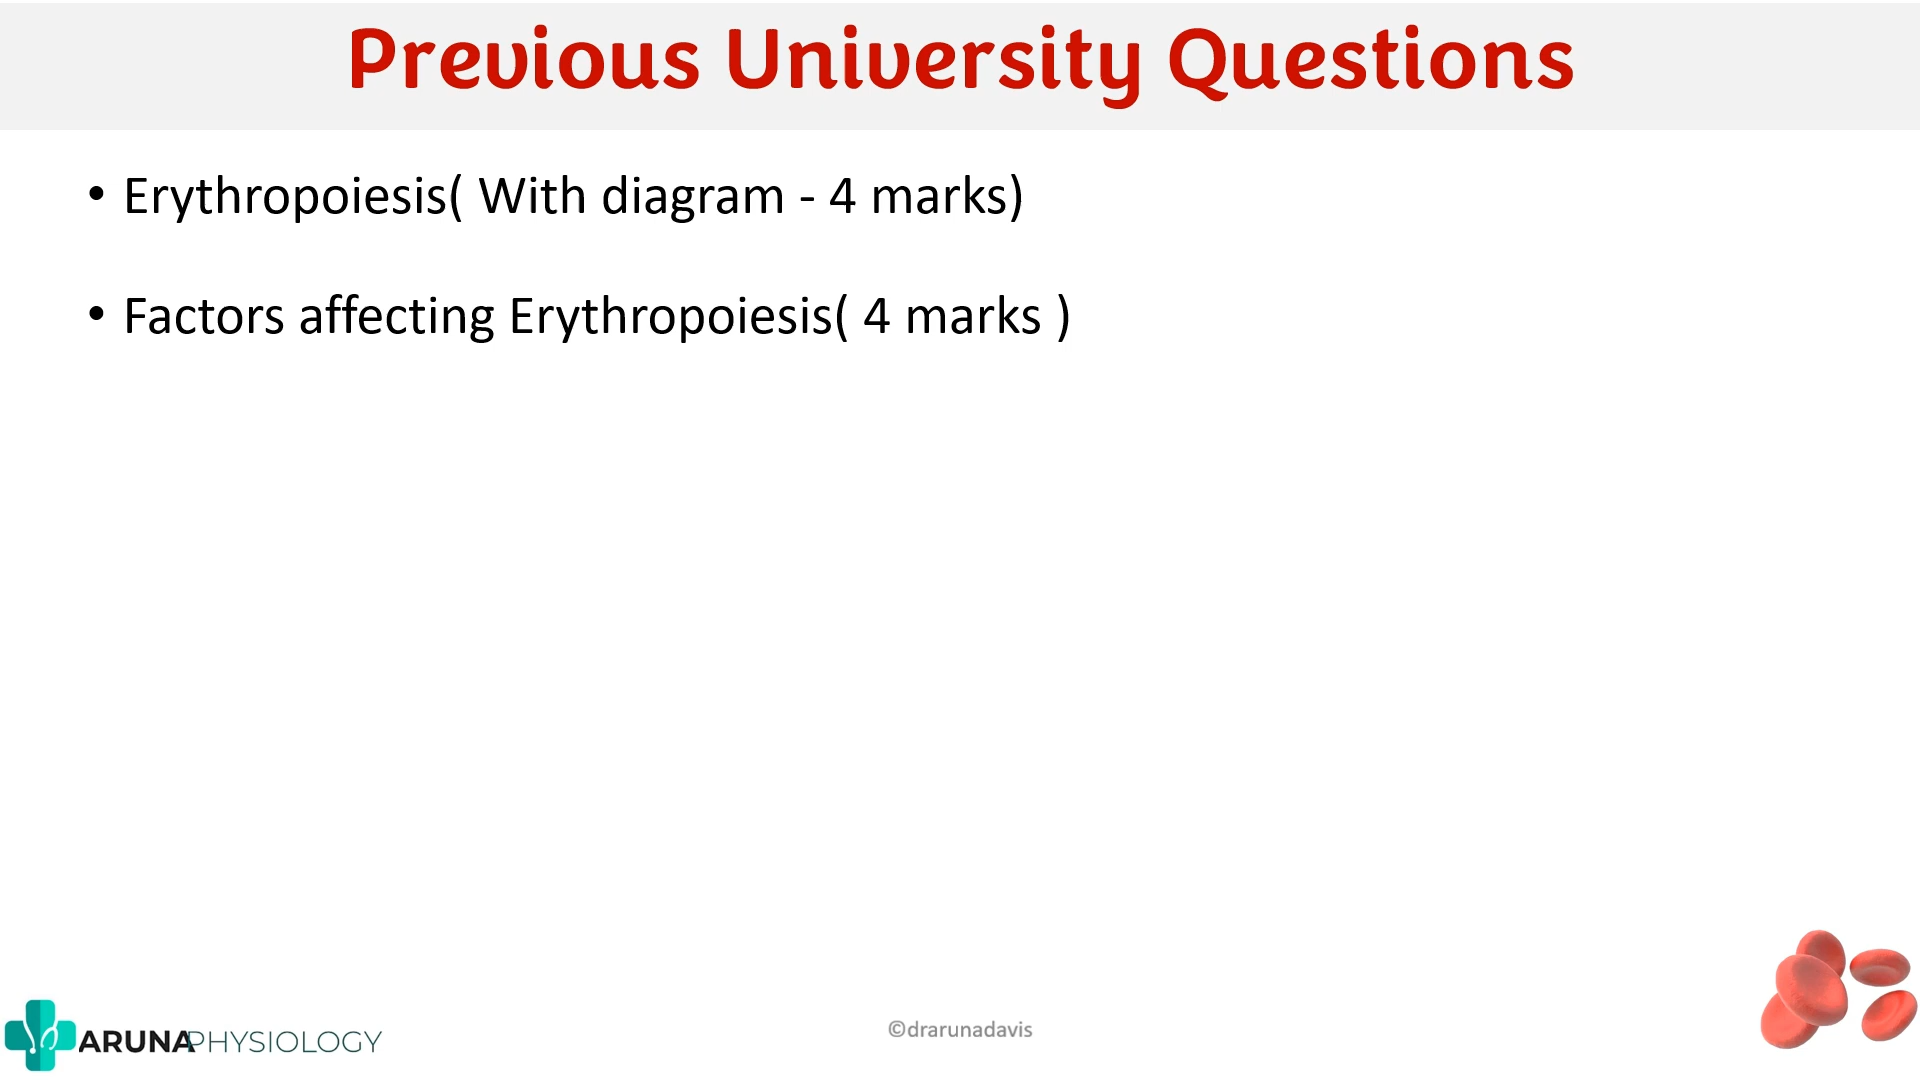 Previous University Questions
• Erythropoiesis( With diagram - 4 marks)
• Factors affecting Erythropoiesis( 4 marks )
ARUNAPHYSIOLOGY
©drarunadavis